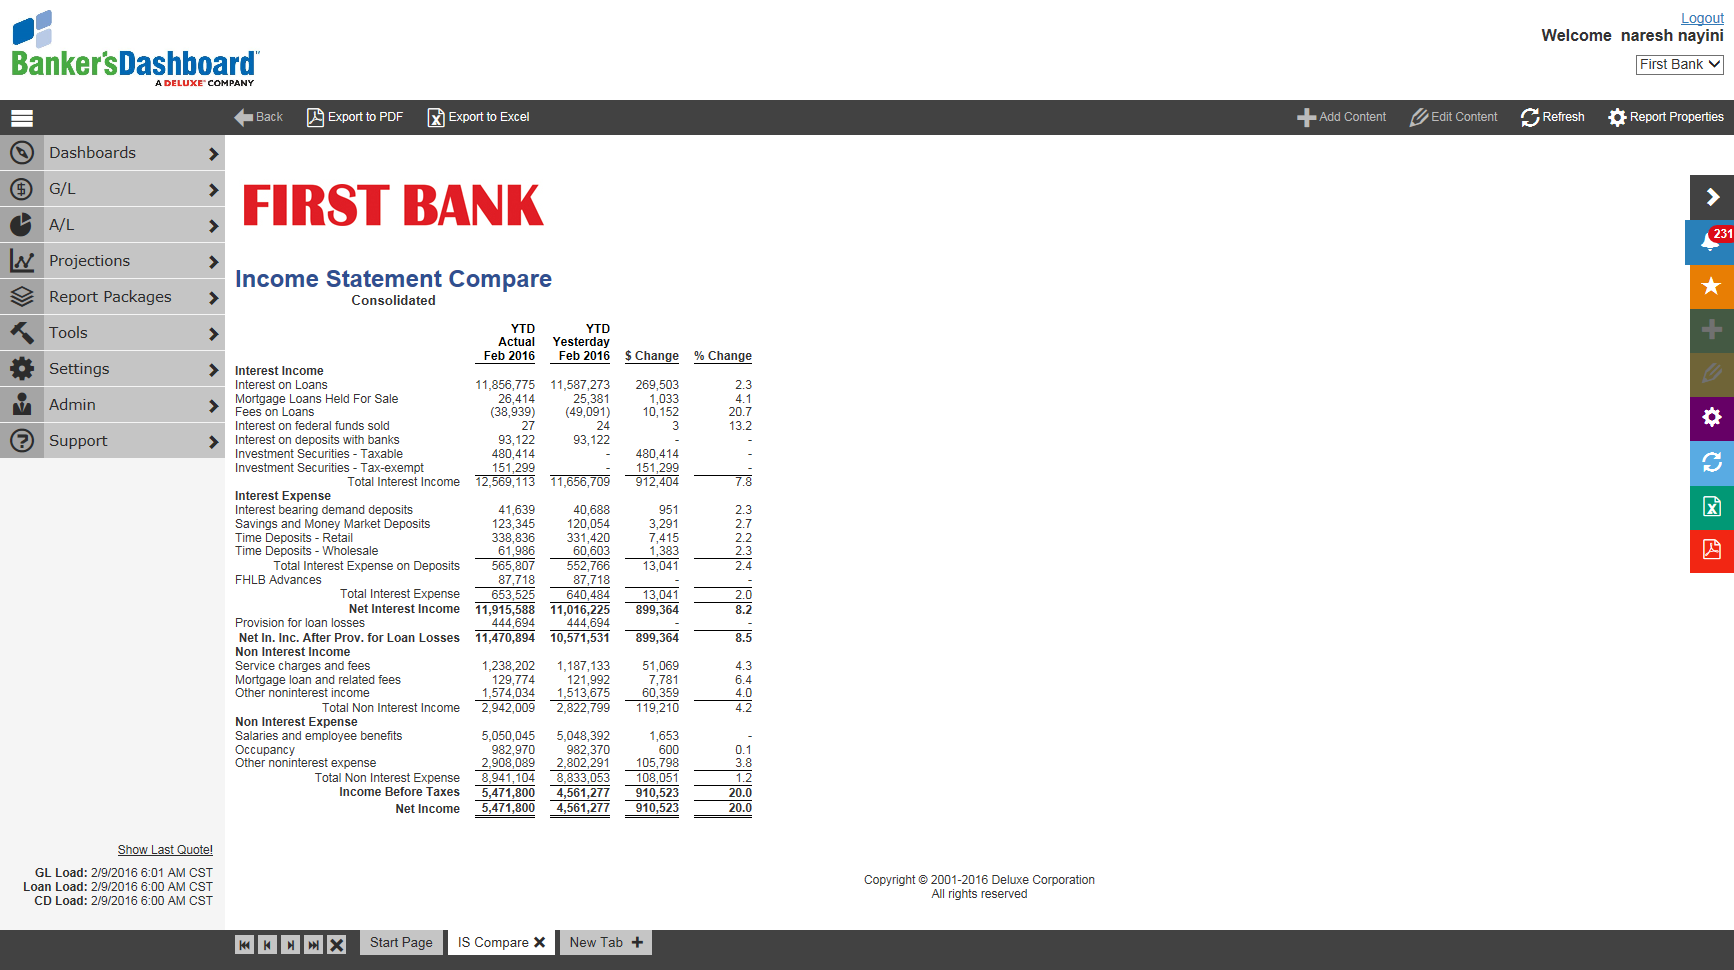 Logout
Banker'sDashboard
A DELUXE COMPANY
Welcome naresh nayini
First Bank
Back Export to PDF Export to Excel Add Content Edit Content Refresh Report Properties
Dashboards
G/L
A/L
Projections
Report Packages
Tools
Settings
Admin
Support
231
FIRST BANK
Income Statement Compare
Consolidated
YTD YTD
Actual Yesterday
Feb 2016 Feb 2016 $ Change % Change
Interest Income
Interest on Loans 11,856,775 11,587,273 269,503 2.3
Mortgage Loans Held For Sale 26,414 25,381 1,033 4.1
Fees on Loans (38,939) (49,091) 10,152 20.7
Interest on federal funds sold 27 24 3 13.2
Interest on deposits with banks 93,122 93,122 - -
Investment Securities - Taxable 480,414 - 480,414 -
Investment Securities - Tax-exempt 151,299 - 151,299 -
Total Interest Income 12,569,113 11,656,709 912,404 7.8
Interest Expense
Interest bearing demand deposits 41,639 40,688 951 2.3
Savings and Money Market Deposits 123,345 120,054 3,291 2.7
Time Deposits - Retail 338,836 331,420 7,415 2.2
Time Deposits - Wholesale 61,986 60,603 1,383 2.3
Total Interest Expense on Deposits 565,807 552,766 13,041 2.4
FHLB Advances 87,718 87,718 - -
Total Interest Expense 653,525 640,484 13,041 2.0
Net Interest Income 11,915,588 11,016,225 899,364 8.2
Provision for loan losses 444,694 444,694 - -
Net In. Inc. After Prov. for Loan Losses 11,470,894 10,571,531 899,364 8.5
Non Interest Income
Service charges and fees 1,238,202 1,187,133 51,069 4.3
Mortgage loan and related fees 129,774 121,992 7,781 6.4
Other noninterest income 1,574,034 1,513,675 60,359 4.0
Total Non Interest Income 2,942,009 2,822,799 119,210 4.2
Non Interest Expense
Salaries and employee benefits 5,050,045 5,048,392 1,653 -
Occupancy 982,970 982,370 600 0.1
Other noninterest expense 2,908,089 2,802,291 105,798 3.8
Total Non Interest Expense 8,941,104 8,833,053 108,051 1.2
Income Before Taxes 5,471,800 4,561,277 910,523 20.0
Net Income 5,471,800 4,561,277 910,523 20.0
Show Last Quote!
GL Load: 2/9/2016 6:01 AM CST
Loan Load: 2/9/2016 6:00 AM CST
CD Load: 2/9/2016 6:00 AM CST
Copyright © 2001-2016 Deluxe Corporation
All rights reserved
Start Page IS Compare New Tab